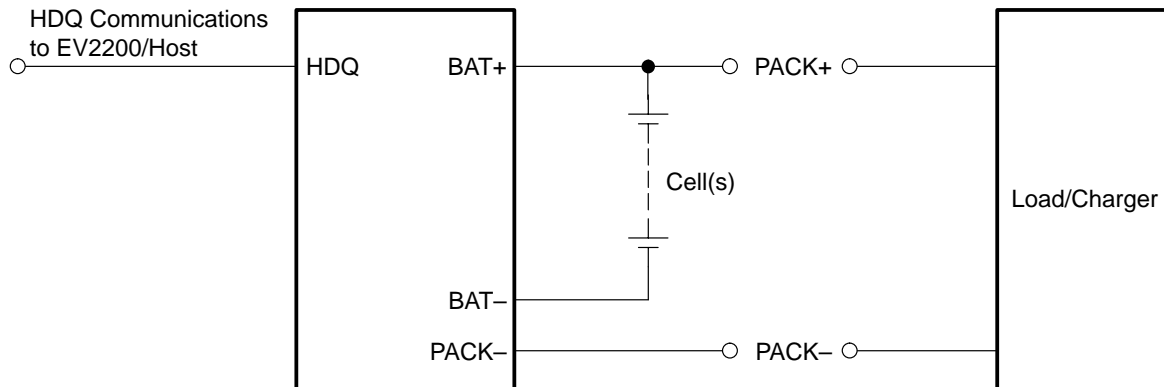 HDQ Communications
to EV2200/Host
HDQ
BAT+
PACK+
Cell(s)
Load/Charger
BAT–
PACK–
PACK–